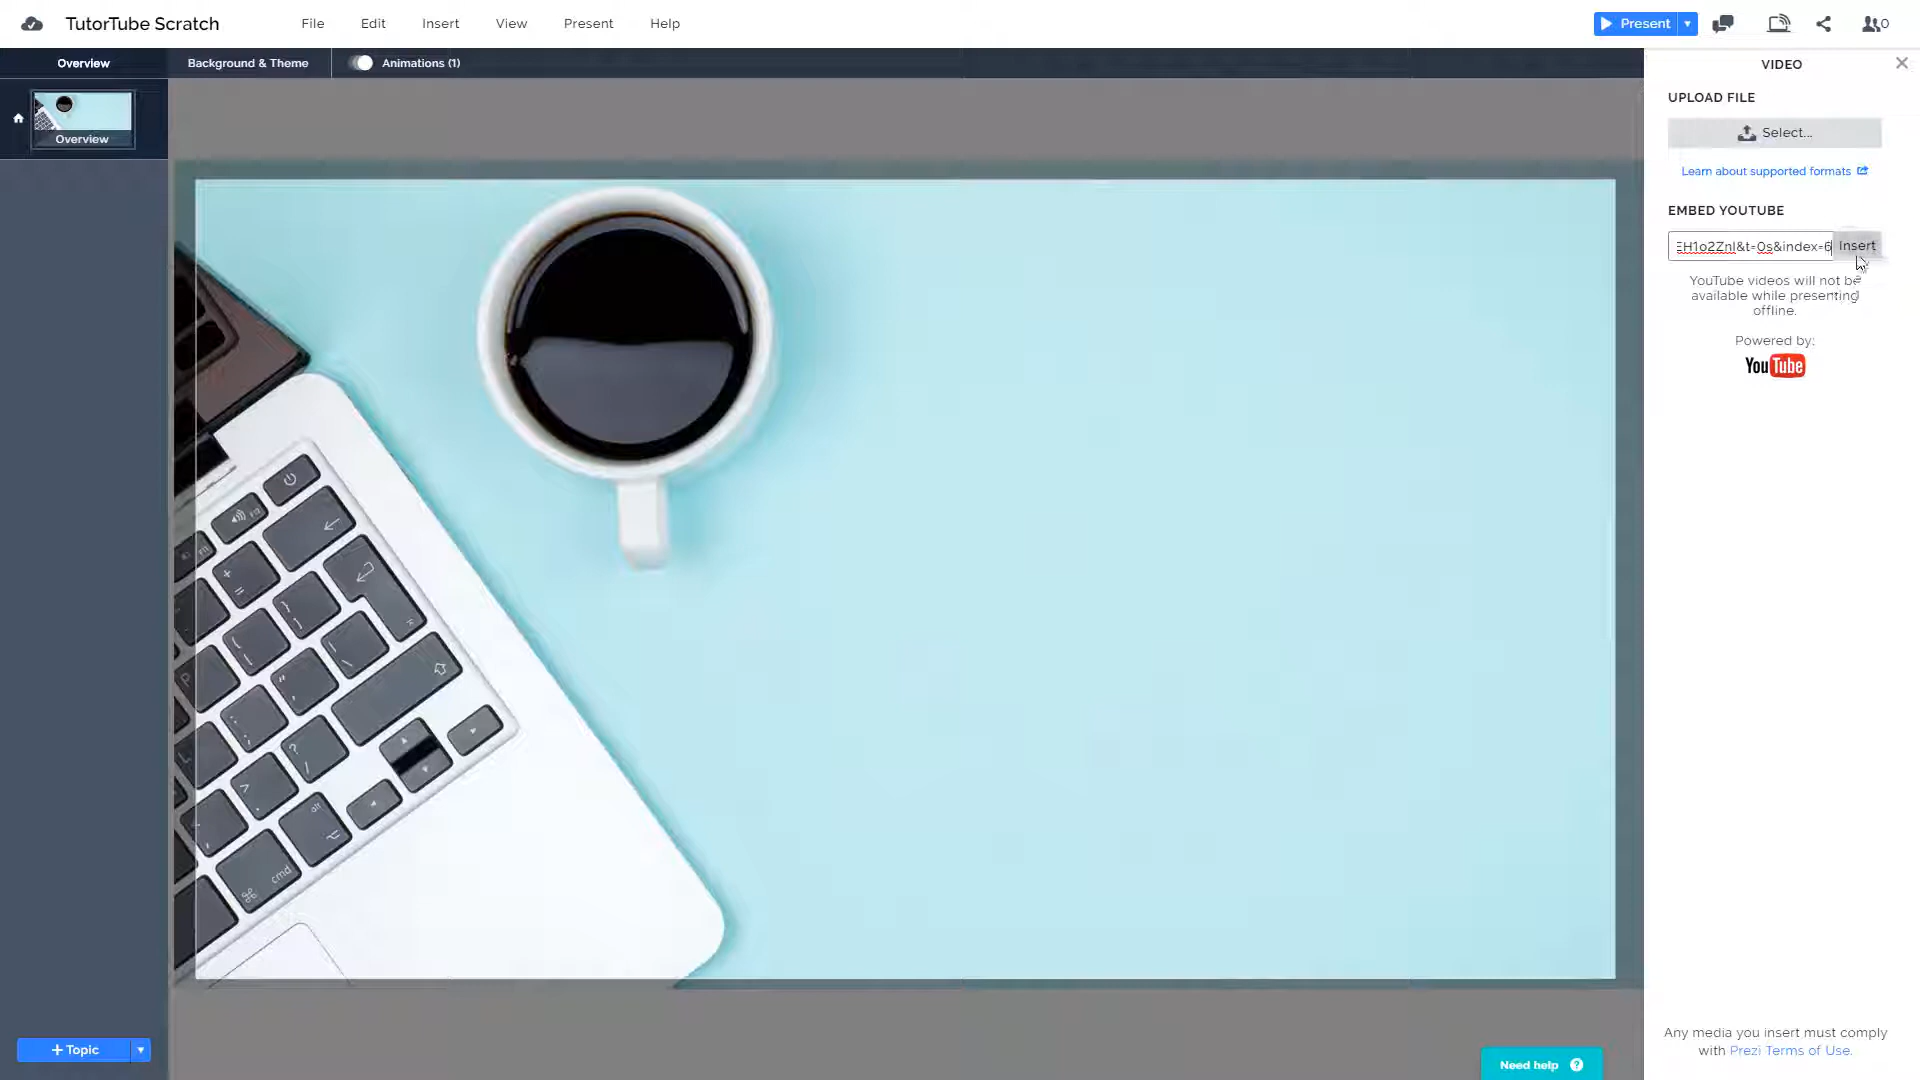 TutorTube Scratch
File Edit Insert View Present Help
Present
0
Overview
Background & Theme
Animations (1)
Overview
VIDEO
UPLOAD FILE
Select...
Learn about supported formats
EMBED YOUTUBE
EH1o2ZnI&t=0s&index=6 Insert
YouTube videos will not be
available while presenting
offline.
Powered by:
YouTube
cmd
alt
+ Topic
Need help ?
Any media you insert must comply
with Prezi Terms of Use.